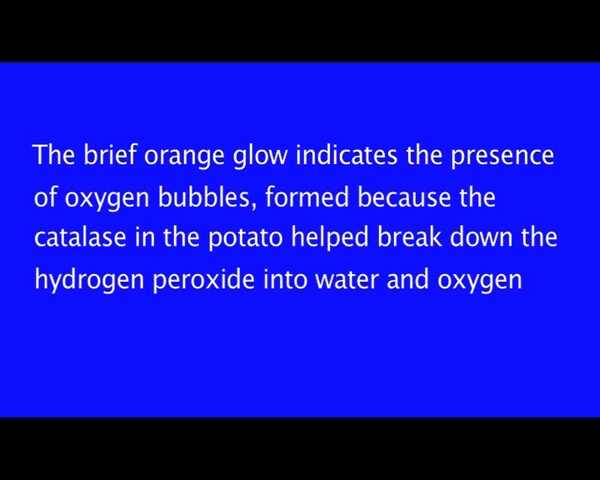 The brief orange glow indicates the presence
of oxygen bubbles, formed because the
catalase in the potato helped break down the
hydrogen peroxide into water and oxygen